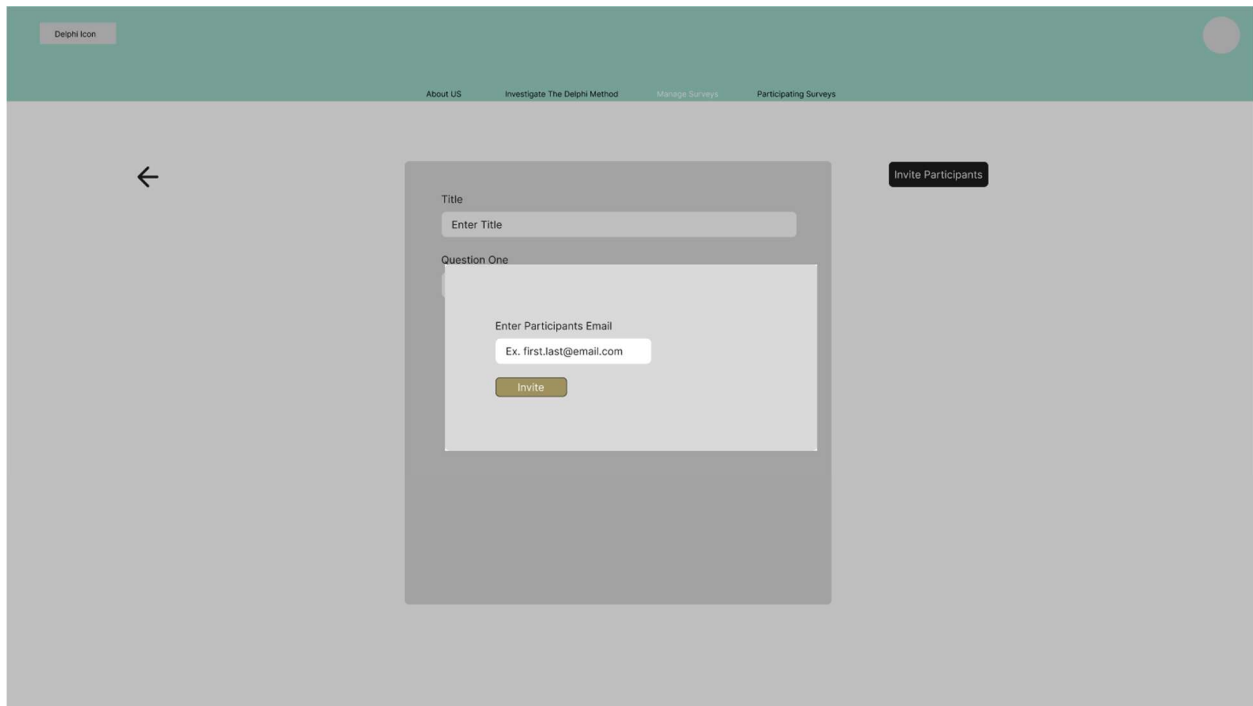 Delphi Icon
About US Investigate The Delphi Method Manage Surveys Participating Surveys
Invite Participants
Title
Enter Title
Question One
Enter Participants Email
Ex. first.last@email.com
Invite